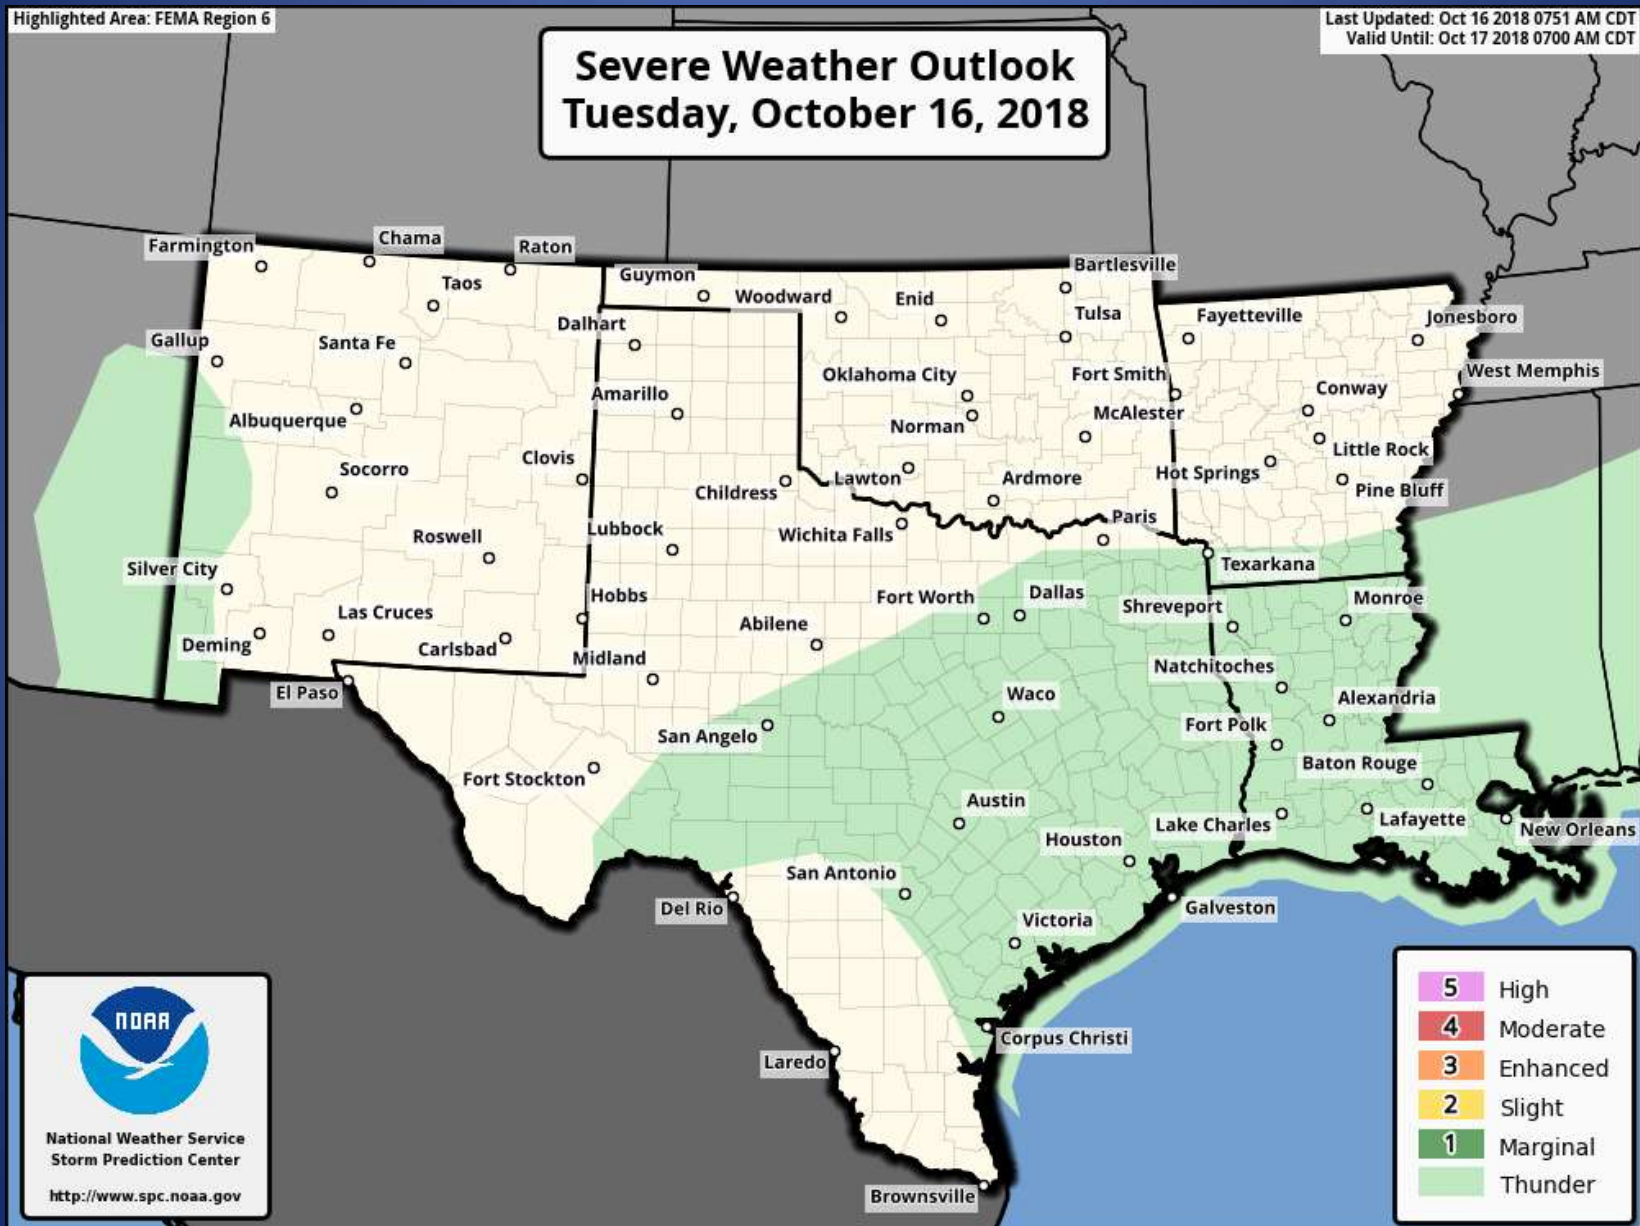 Highlighted Area: FEMA Region 6
Last Updated: Oct 16 2018 0751 AM CDT
Valid Until: Oct 17 2018 0700 AM CDT
Severe Weather Outlook
Tuesday, October 16, 2018
Farmington
Chama
Raton
Taos
Guymon
Woodward
Enid
Bartlesville
Tulsa
Fayetteville
Jonesboro
Gallup
Santa Fe
Dalhart
Oklahoma City
Fort Smith
West Memphis
Conway
Amarillo
Albuquerque
Norman
McAlester
Little Rock
Socorro
Clovis
Childress
Lawton
Ardmore
Hot Springs
Pine Bluff
Roswell
Lubbock
Wichita Falls
Paris
Texarkana
Silver City
Las Cruces
Hobbs
Fort Worth
Dallas
Shreveport
Monroe
Deming
Carlsbad
Midland
Abilene
Natchitoches
El Paso
San Angelo
Waco
Alexandria
Fort Polk
Fort Stockton
Baton Rouge
Austin
Houston
Lake Charles
Lafayette
New Orleans
San Antonio
Del Rio
Victoria
Galveston
Corpus Christi
Laredo
Brownsville
NOAA
National Weather Service
Storm Prediction Center
http://www.spc.noaa.gov
5 High
4 Moderate
3 Enhanced
2 Slight
1 Marginal
Thunder